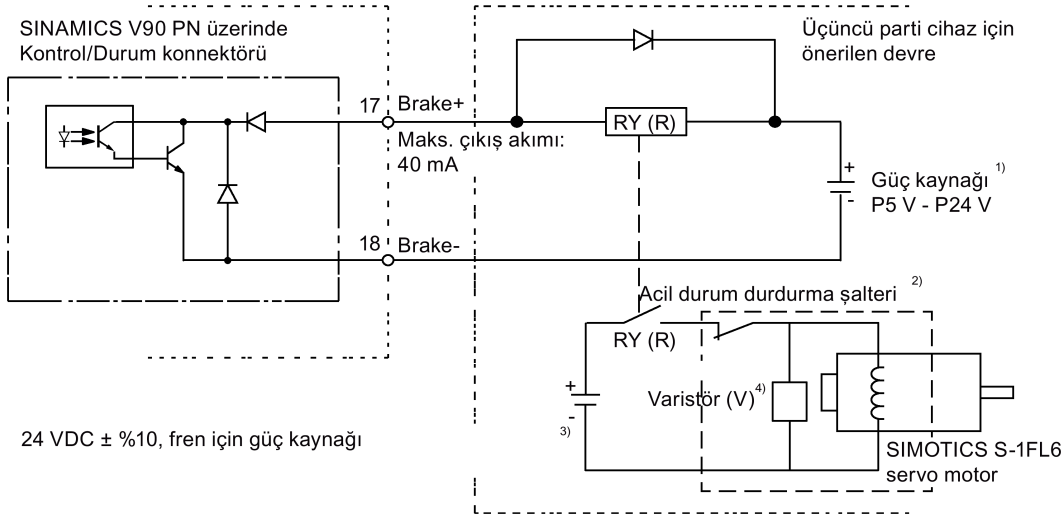 SINAMICS V90 PN üzerinde
Kontrol/Durum konnektörü
Üçüncü parti cihaz için
önerilen devre
17
Brake+
RY (R)
Maks. çıkış akımı:
40 mA
+
-
Güç kaynağı 1)
P5 V - P24 V
18
Brake-
Acil durum durdurma şalteri 2)
RY (R)
+
-
3)
Varistör (V)4)
24 VDC ± %10, fren için güç kaynağı
SIMOTICS S-1FL6
servo motor